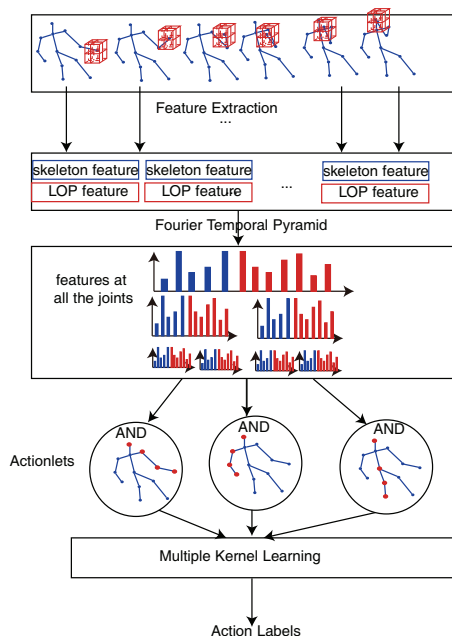 Feature Extraction
...
skeleton feature skeleton feature skeleton feature
LOP feature LOP feature ... LOP feature
Fourier Temporal Pyramid
features at
all the joints
AND AND AND
Actionlets
Multiple Kernel Learning
Action Labels